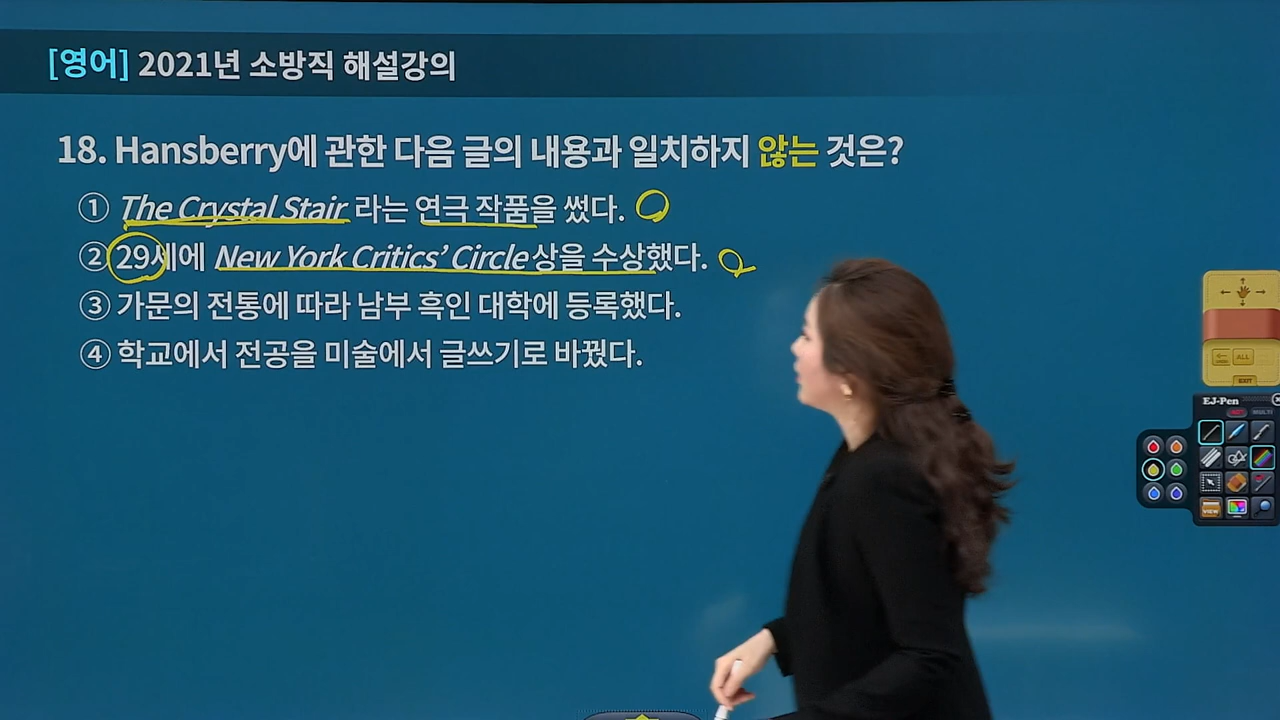 [영어] 2021년 소방직 해설강의
18. Hansberry에 관한 다음 글의 내용과 일치하지 않는 것은?
① The Crystal Stair 라는 연극 작품을 썼다.
② 29세에 New York Critics’ Circle 상을 수상했다.
③ 가문의 전통에 따라 남부 흑인 대학에 등록했다.
④ 학교에서 전공을 미술에서 글쓰기로 바꿨다.
ALL
EXIT
EJ-Pen
VIEW